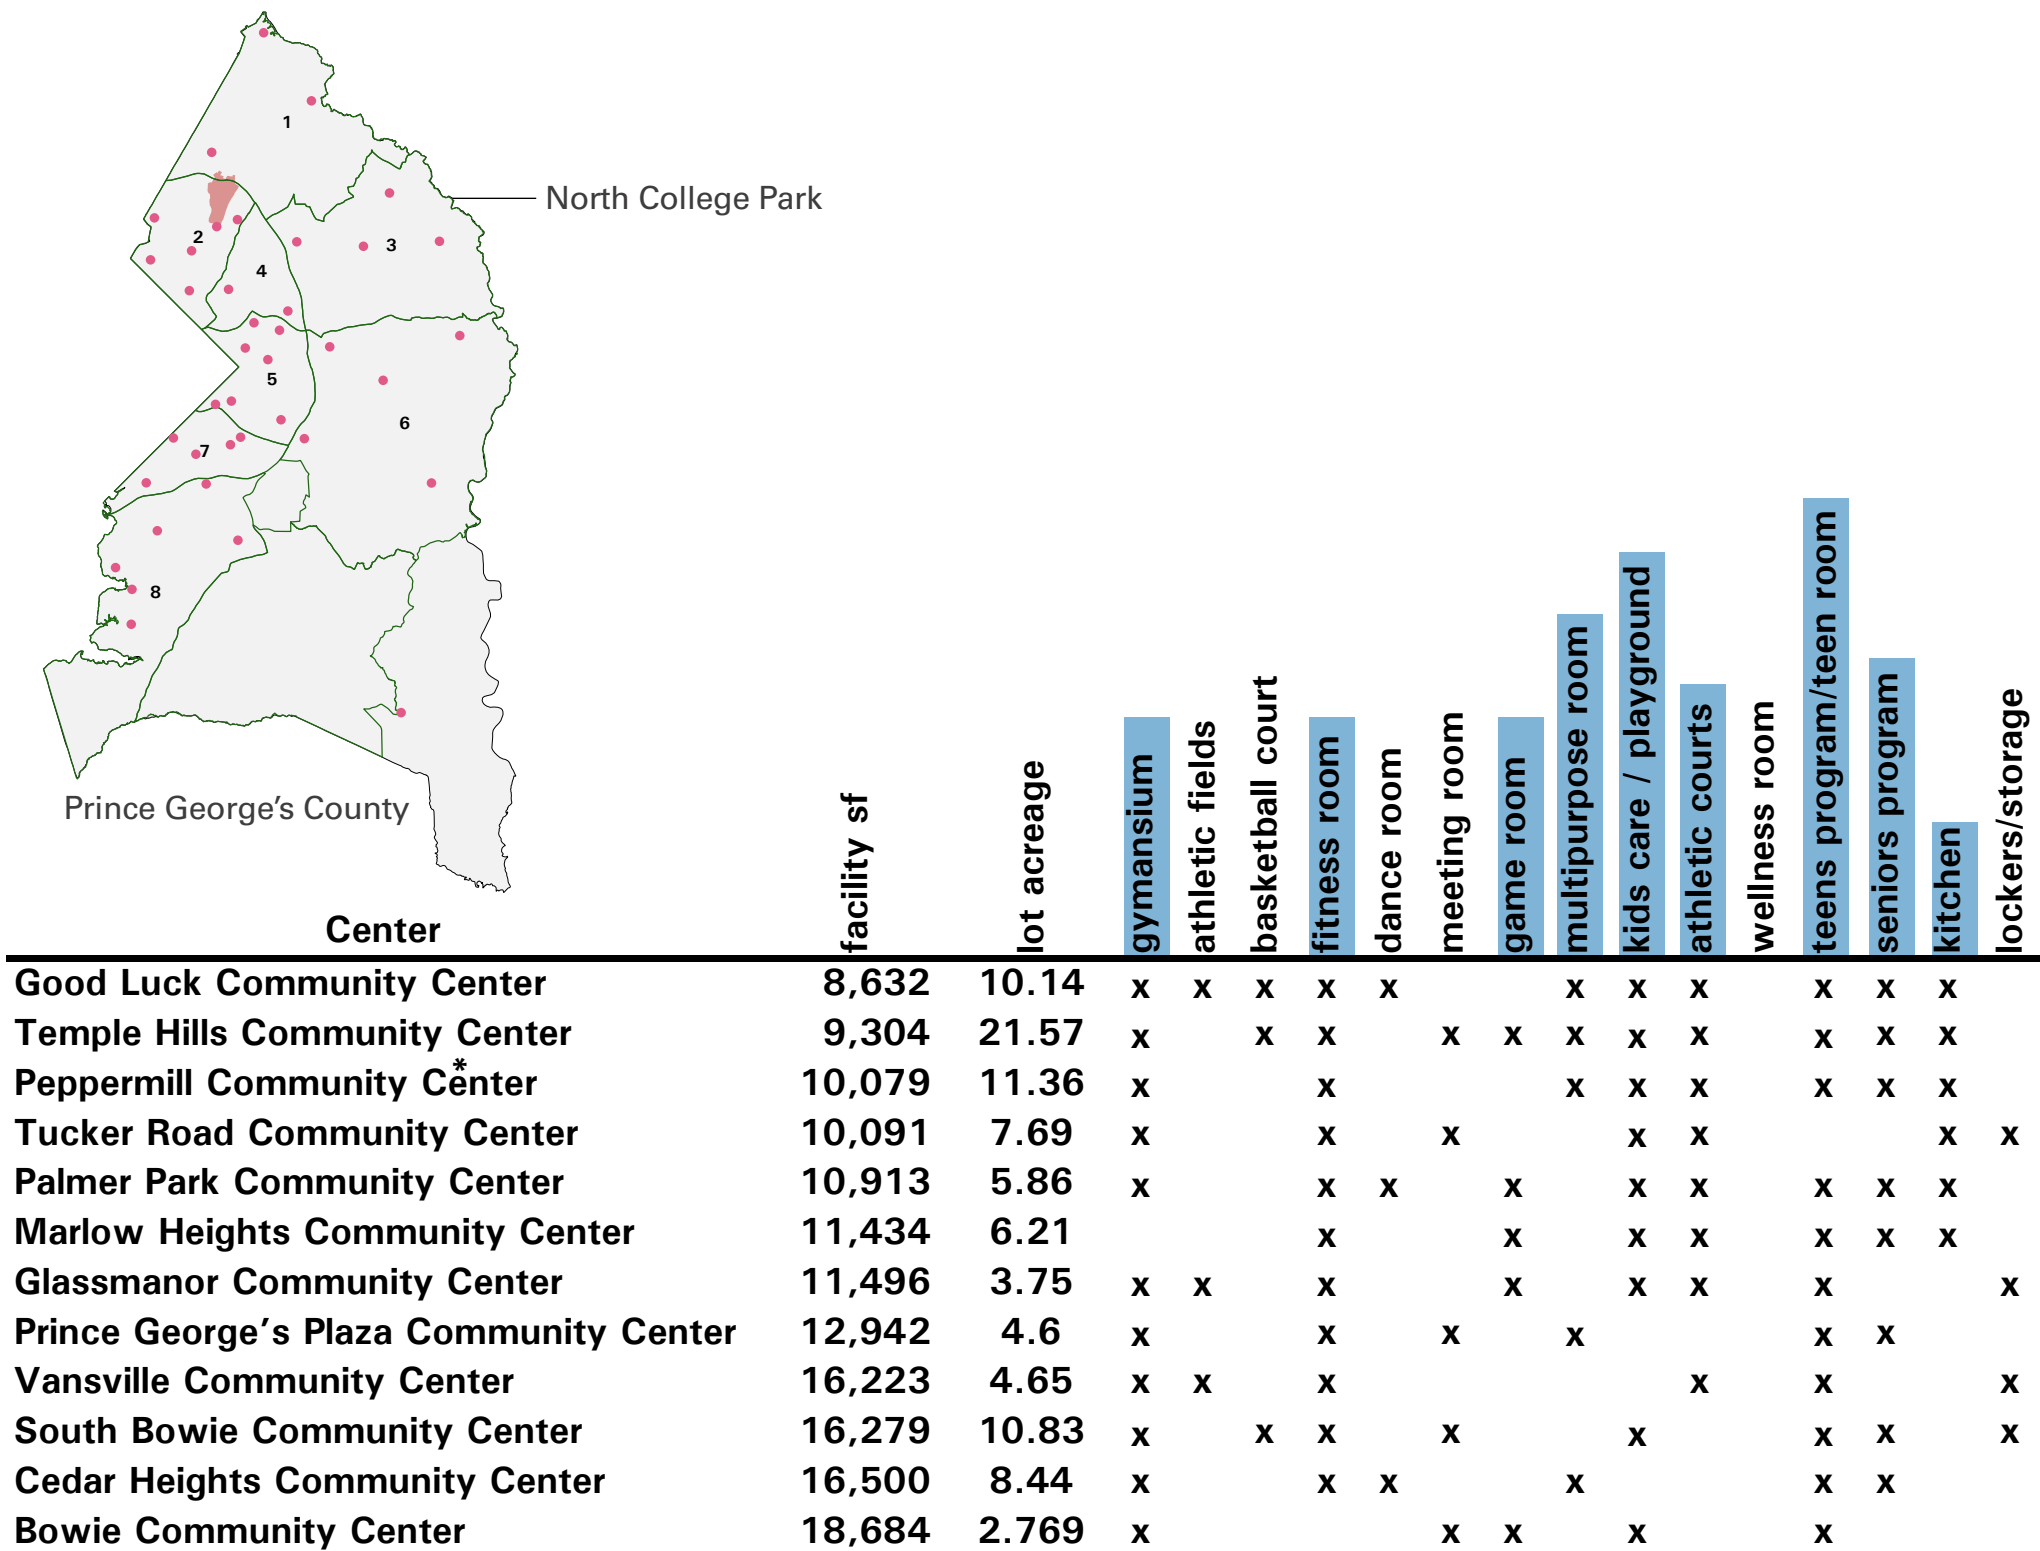 1
North College Park
2
3
4
5
6
7
8
Prince George's County
Center
facility sf
lot acreage
gymansium
athletic fields
basketball court
fitness room
dance room
meeting room
game room
multipurpose room
kids care / playground
athletic courts
wellness room
teens program/teen room
seniors program
kitchen
lockers/storage
Good Luck Community Center 8,632 10.14 x x x x x x x x x x x
Temple Hills Community Center 9,304 21.57 x x x x x x x x x x x
Peppermill Community Center* 10,079 11.36 x x x x x x x x
Tucker Road Community Center 10,091 7.69 x x x x x x x
Palmer Park Community Center 10,913 5.86 x x x x x x x x x
Marlow Heights Community Center 11,434 6.21 x x x x x x x
Glassmanor Community Center 11,496 3.75 x x x x x x x x
Prince George's Plaza Community Center 12,942 4.6 x x x x x x
Vansville Community Center 16,223 4.65 x x x x x x
South Bowie Community Center 16,279 10.83 x x x x x x x x
Cedar Heights Community Center 16,500 8.44 x x x x x x
Bowie Community Center 18,684 2.769 x x x x x